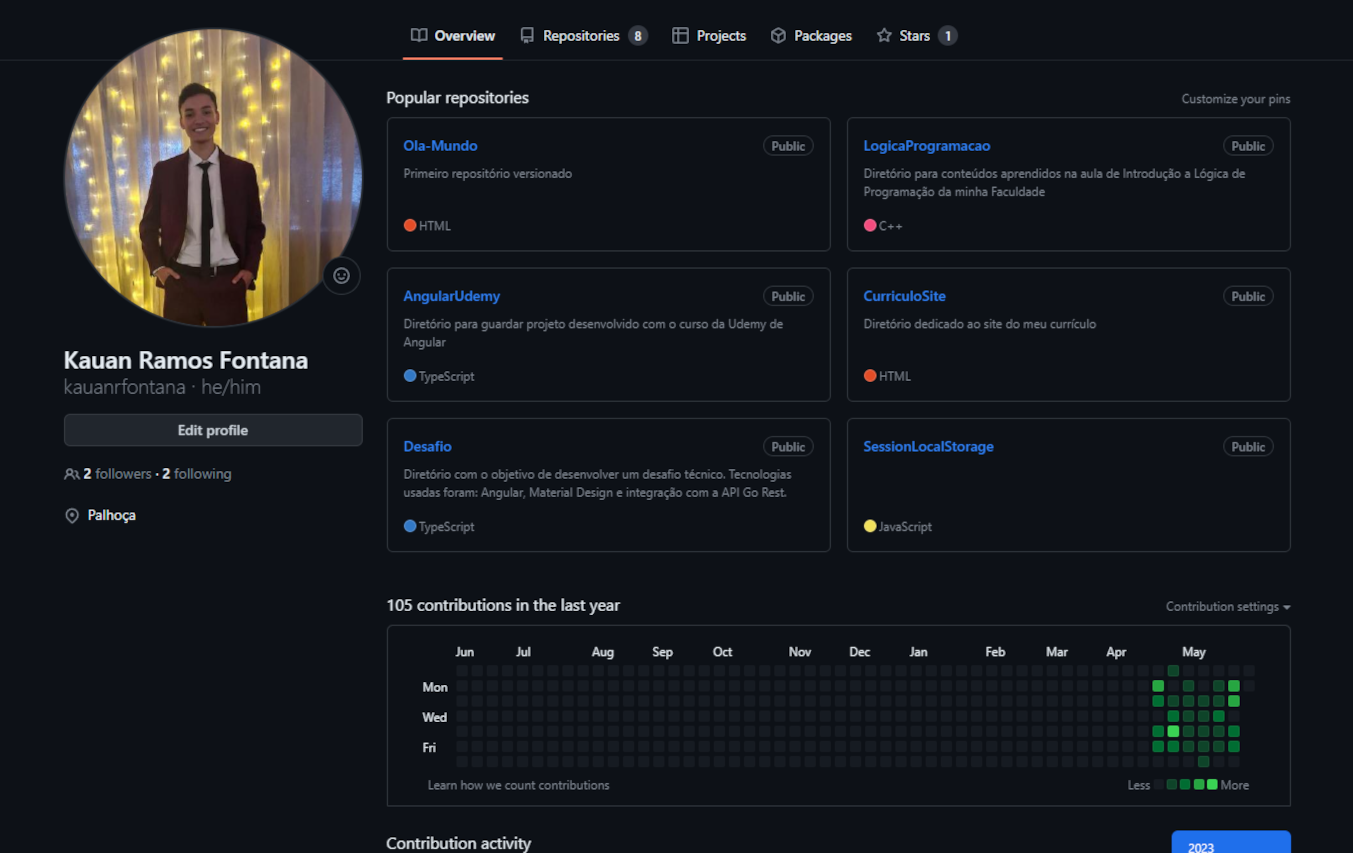 Overview Repositories 8 Projects Packages Stars 1
Kauan Ramos Fontana
kauanrfontana · he/him
Edit profile
2 followers · 2 following
Palhoça
Popular repositories
Customize your pins
Ola-Mundo Public
Primeiro repositório versionado
HTML
LogicaProgramacao Public
Diretório para conteúdos aprendidos na aula de Introdução a Lógica de
Programação da minha Faculdade
C++
AngularUdemy Public
Diretório para guardar projeto desenvolvido com o curso da Udemy de
Angular
TypeScript
CurriculoSite Public
Diretório dedicado ao site do meu currículo
HTML
Desafio Public
Diretório com o objetivo de desenvolver um desafio técnico. Tecnologias
usadas foram: Angular, Material Design e integração com a API Go Rest.
TypeScript
SessionLocalStorage Public
JavaScript
105 contributions in the last year
Contribution settings
Jun Jul Aug Sep Oct Nov Dec Jan Feb Mar Apr May
Mon
Wed
Fri
Learn how we count contributions
Less More
Contribution activity
2023